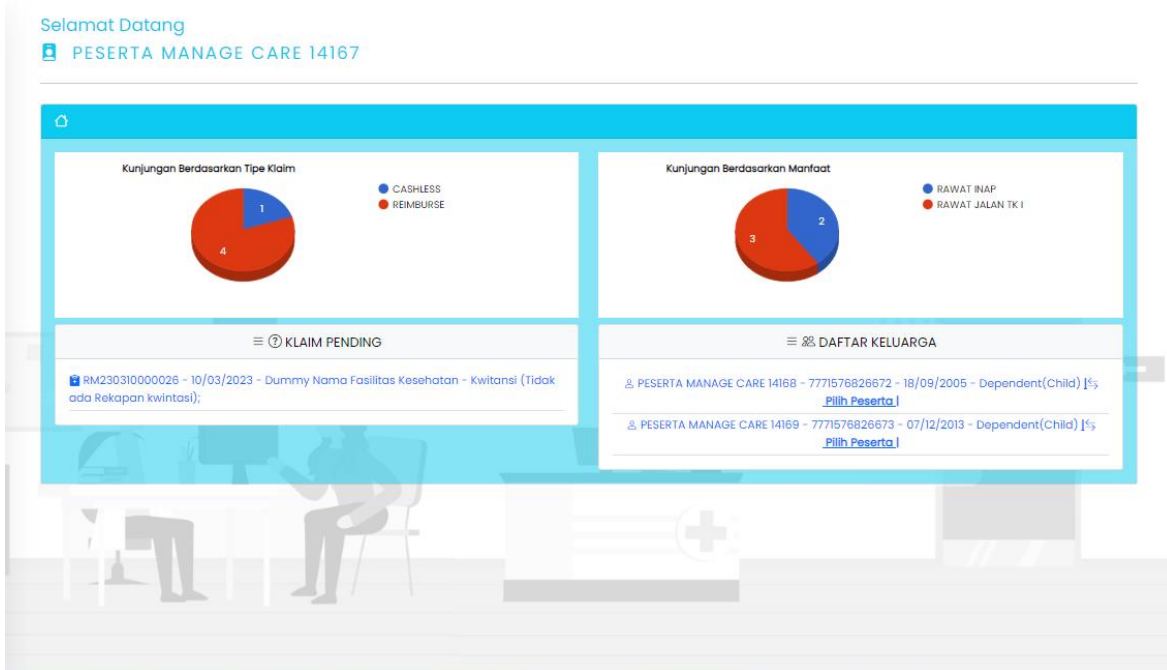 Selamat Datang
PESERTA MANAGE CARE 14167
Kunjungan Berdasarkan Tipe Klaim
CASHLESS
REIMBURSE
1
4
Kunjungan Berdasarkan Manfaat
RAWAT INAP
RAWAT JALAN TK I
2
3
KLAIM PENDING
RM230310000026 - 10/03/2023 - Dummy Nama Fasilitas Kesehatan - Kwitansi (Tidak
ada Rekapan kwintasi);
DAFTAR KELUARGA
PESERTA MANAGE CARE 14168 - 7771576826672 - 18/09/2005 - Dependent(Child) |
Pilih Peserta |
PESERTA MANAGE CARE 14169 - 7771576826673 - 07/12/2013 - Dependent(Child) |
Pilih Peserta |